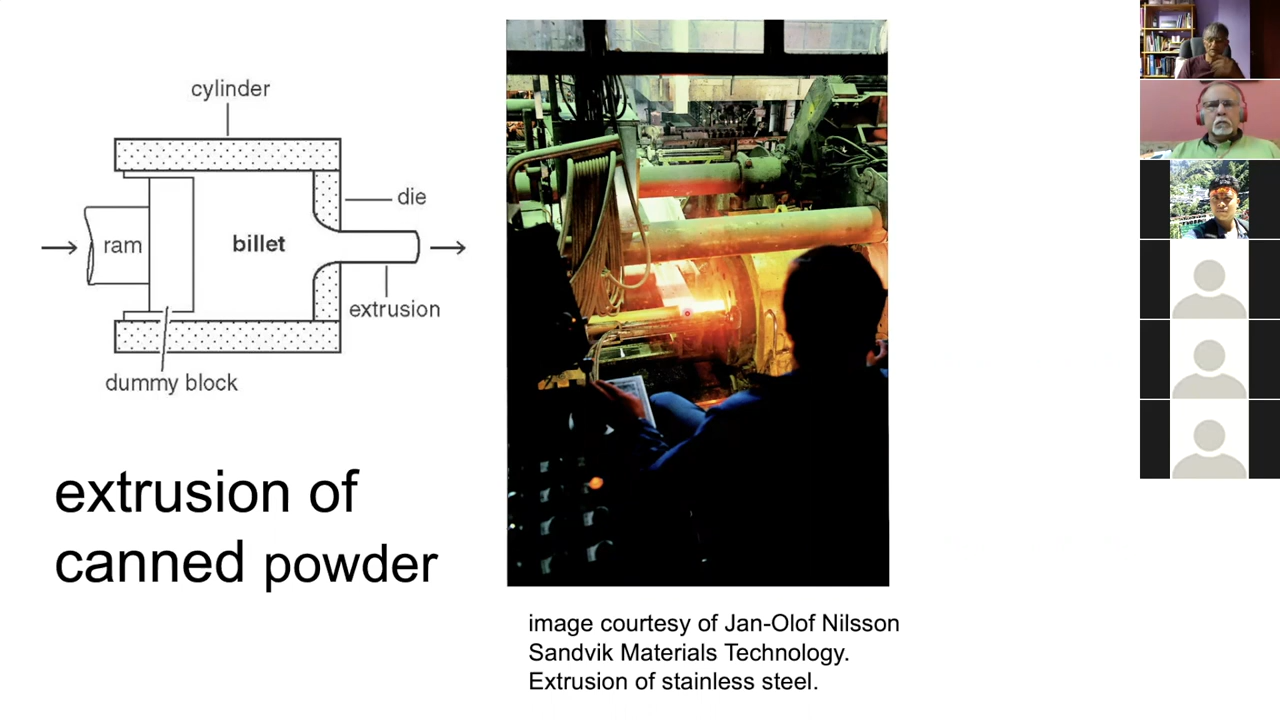 cylinder
die
ram
billet
extrusion
dummy block
extrusion of
canned powder
image courtesy of Jan-Olof Nilsson
Sandvik Materials Technology.
Extrusion of stainless steel.